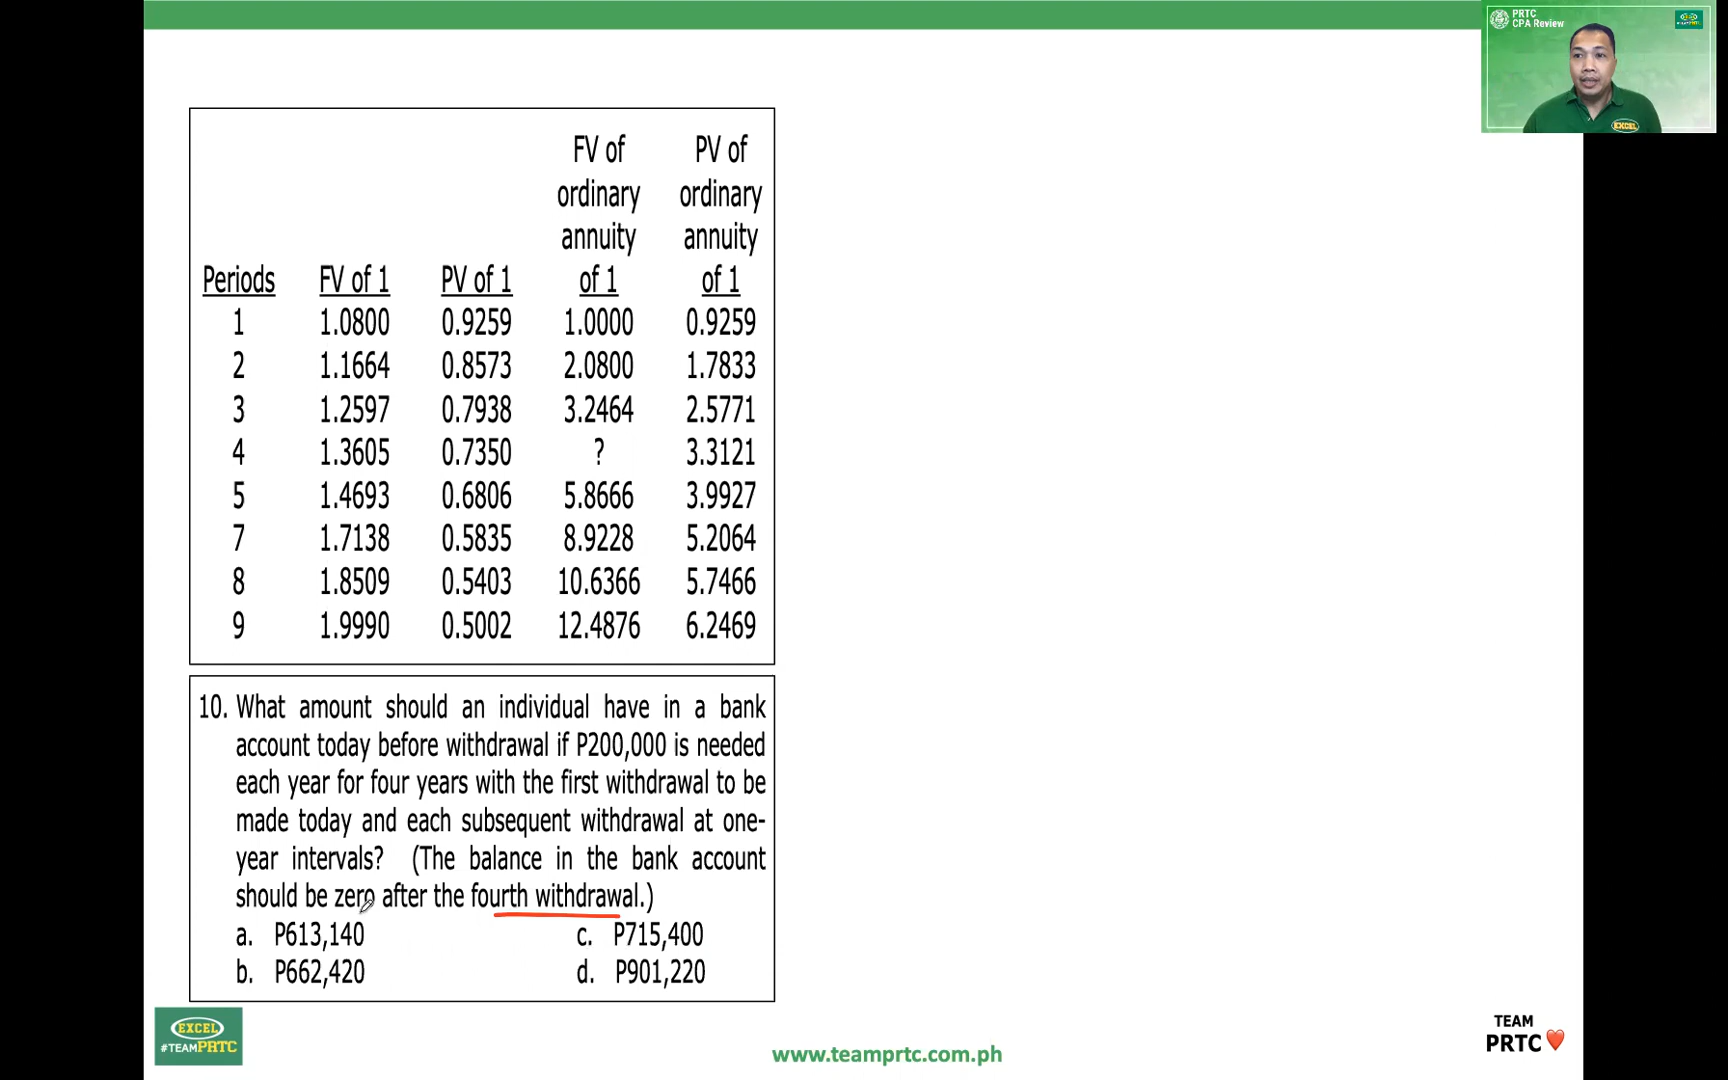 PRTC
CPA Review
EXCEL
FV of PV of
ordinary ordinary
annuity annuity
Periods FV of 1 PV of 1 of 1 of 1
1 1.0800 0.9259 1.0000 0.9259
2 1.1664 0.8573 2.0800 1.7833
3 1.2597 0.7938 3.2464 2.5771
4 1.3605 0.7350 ? 3.3121
5 1.4693 0.6806 5.8666 3.9927
7 1.7138 0.5835 8.9228 5.2064
8 1.8509 0.5403 10.6366 5.7466
9 1.9990 0.5002 12.4876 6.2469
10. What amount should an individual have in a bank
account today before withdrawal if P200,000 is needed
each year for four years with the first withdrawal to be
made today and each subsequent withdrawal at one-
year intervals? (The balance in the bank account
should be zero after the fourth withdrawal.)
a. P613,140 c. P715,400
b. P662,420 d. P901,220
EXCEL
#TEAMPRTC
www.teamprtc.com.ph
TEAM
PRTC